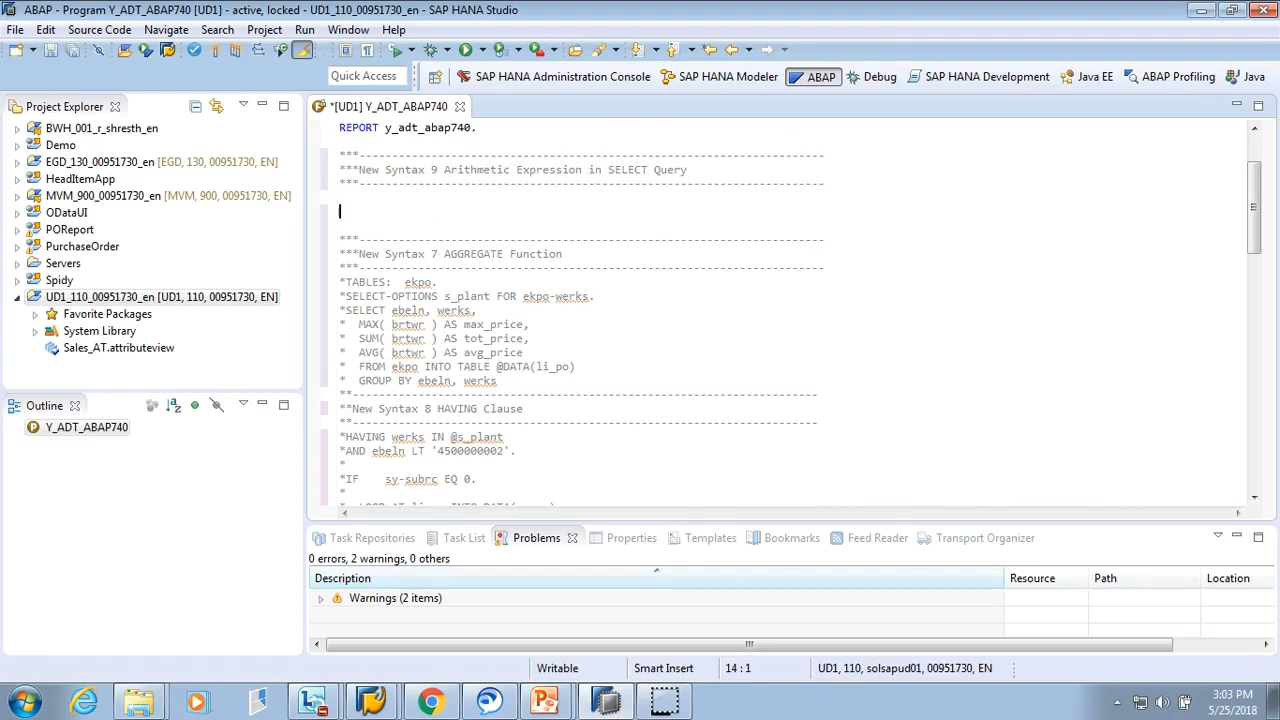 ABAP - Program Y_ADT_ABAP740 [UD1] - active, locked - UD1_110_00951730_en - SAP HANA Studio
File Edit Source Code Navigate Search Project Run Window Help
Quick Access SAP HANA Administration Console SAP HANA Modeler ABAP Debug SAP HANA Development Java EE ABAP Profiling Java
Project Explorer
BWH_001_r_shresth_en
Demo
EGD_130_00951730_en [EGD, 130, 00951730, EN]
HeadItemApp
MVM_900_00951730_en [MVM, 900, 00951730, EN]
ODataUI
POReport
PurchaseOrder
Servers
Spidy
UD1_110_00951730_en [UD1, 110, 00951730, EN]
Favorite Packages
System Library
Sales_AT.attributeview
Outline
Y_ADT_ABAP740
*[UD1] Y_ADT_ABAP740
REPORT y_adt_abap740.
***-----------------------------------------------------------------------
***New Syntax 9 Arithmetic Expression in SELECT Query
***-----------------------------------------------------------------------
***-----------------------------------------------------------------------
***New Syntax 7 AGGREGATE Function
***-----------------------------------------------------------------------
*TABLES:  ekpo.
*SELECT-OPTIONS s_plant FOR ekpo-werks.
*SELECT ebeln, werks,
*  MAX( brtwr ) AS max_price,
*  SUM( brtwr ) AS tot_price,
*  AVG( brtwr ) AS avg_price
*  FROM ekpo INTO TABLE @DATA(li_po)
*  GROUP BY ebeln, werks
**-----------------------------------------------------------------------
**New Syntax 8 HAVING Clause
**-----------------------------------------------------------------------
*HAVING werks IN @s_plant
*AND ebeln LT '4500000002'.
*
*IF    sy-subrc EQ 0.
*
Task Repositories Task List Problems Properties Templates Bookmarks Feed Reader Transport Organizer
0 errors, 2 warnings, 0 others
Description Resource Path Location
Warnings (2 items)
Writable Smart Insert 14 : 1 UD1, 110, solsapud01, 00951730, EN
3:03 PM
5/25/2018